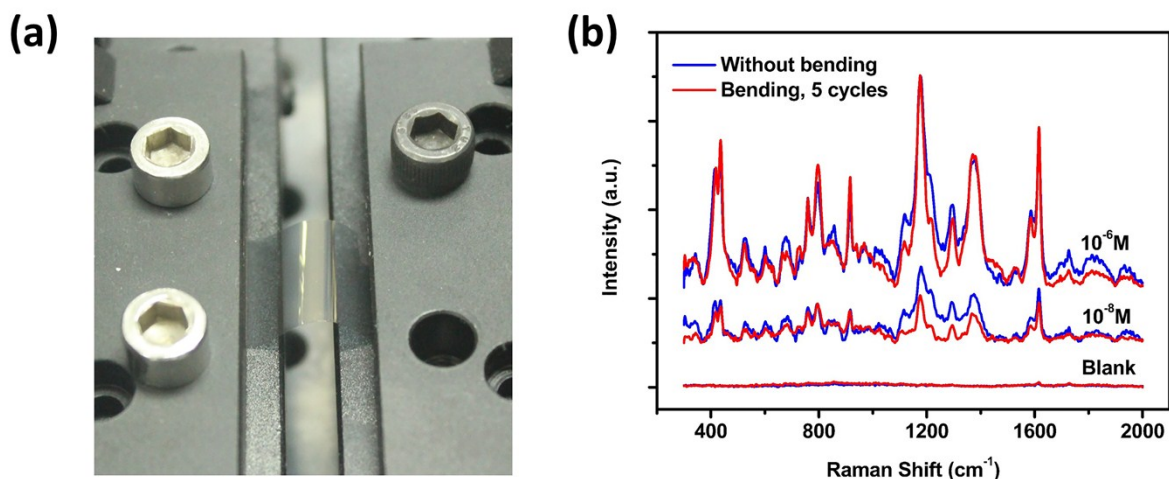 (a)
(b)
Without bending
Bending, 5 cycles
10⁻⁶M
10⁻⁸M
Blank
Intensity (a.u.)
400 800 1200 1600 2000
Raman Shift (cm⁻¹)